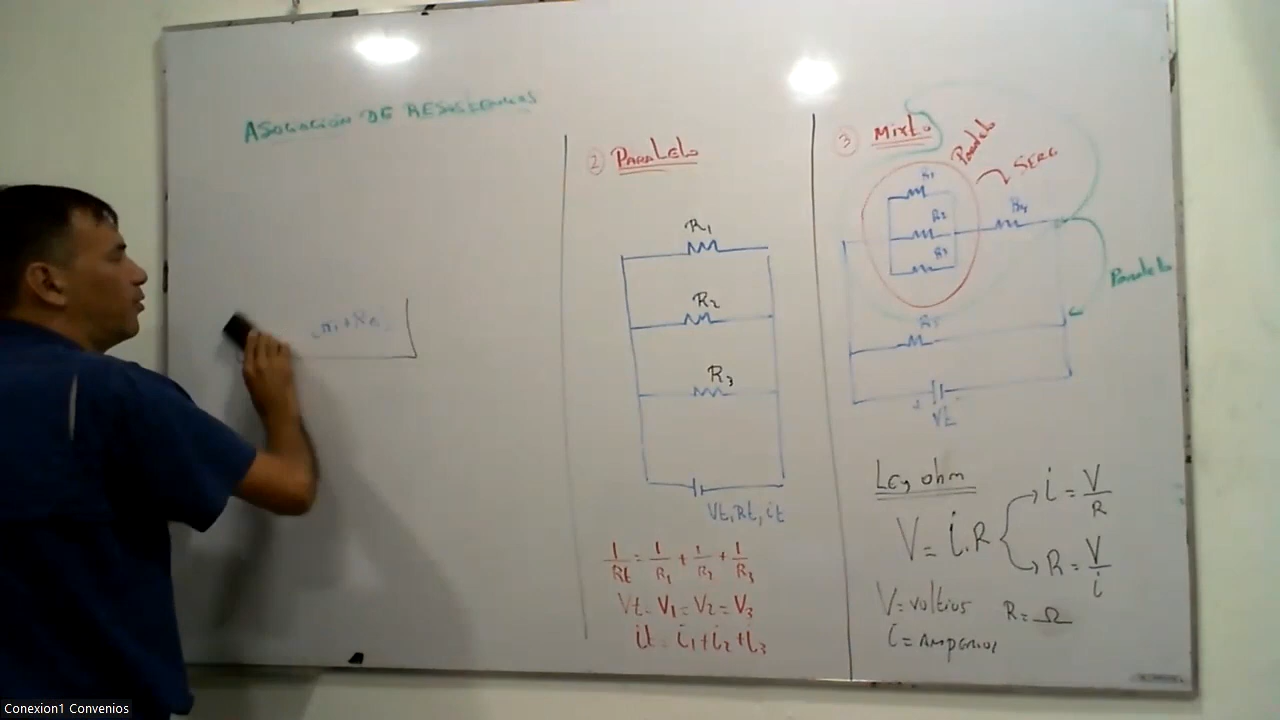 ASOCIACIÓN DE RESISTENCIAS
2 PARALELO
R1
R2
R3
Vt, Rt, it
1/Rt = 1/R1 + 1/R2 + 1/R3
Vt = V1 = V2 = V3
it = i1 + i2 + i3
3 Mixto
Paralelo
Serie
R1
R2
R3
R4
Paralelo
R5
+ -
Vt
Ley ohm
V = i.R
i = V/R
R = V/i
V = voltios
R = Ω
i = Amperios
Conexion1 Convenios